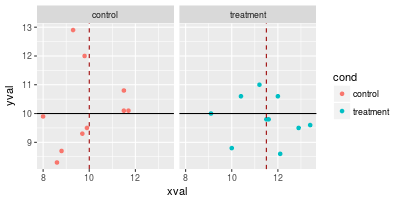 control
treatment
13
12
11
10
9
yval
8
10
12
8
10
12
xval
cond
control
treatment